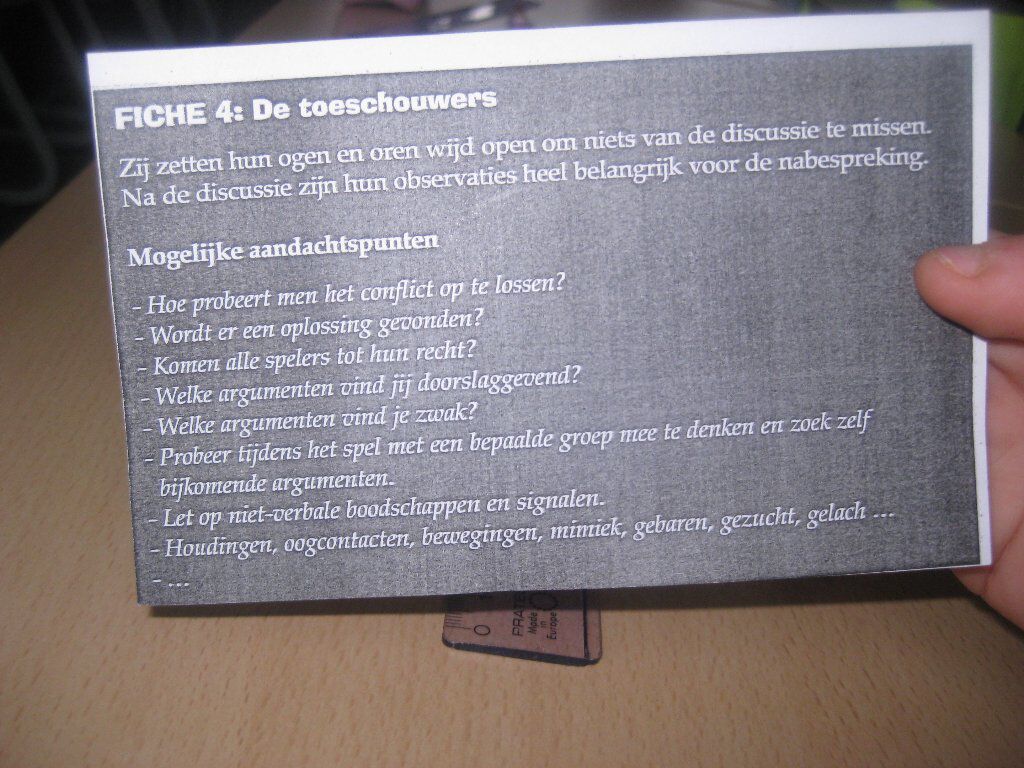 FICHE 4: De toeschouwers
Zij zetten hun ogen en oren wijd open om niets van de discussie te missen.
Na de discussie zijn hun observaties heel belangrijk voor de nabespreking.
Mogelijke aandachtspunten
- Hoe probeert men het conflict op te lossen?
- Wordt er een oplossing gevonden?
- Komen alle spelers tot hun recht?
- Welke argumenten vind jij doorslaggevend?
- Welke argumenten vind je zwak?
- Probeer tijdens het spel met een bepaalde groep mee te denken en zoek zelf
bijkomende argumenten.
- Let op niet-verbale boodschappen en signalen.
- Houdingen, oogcontacten, bewegingen, mimiek, gebaren, gezucht, gelach ...
- ...
0
Made
in
Europe